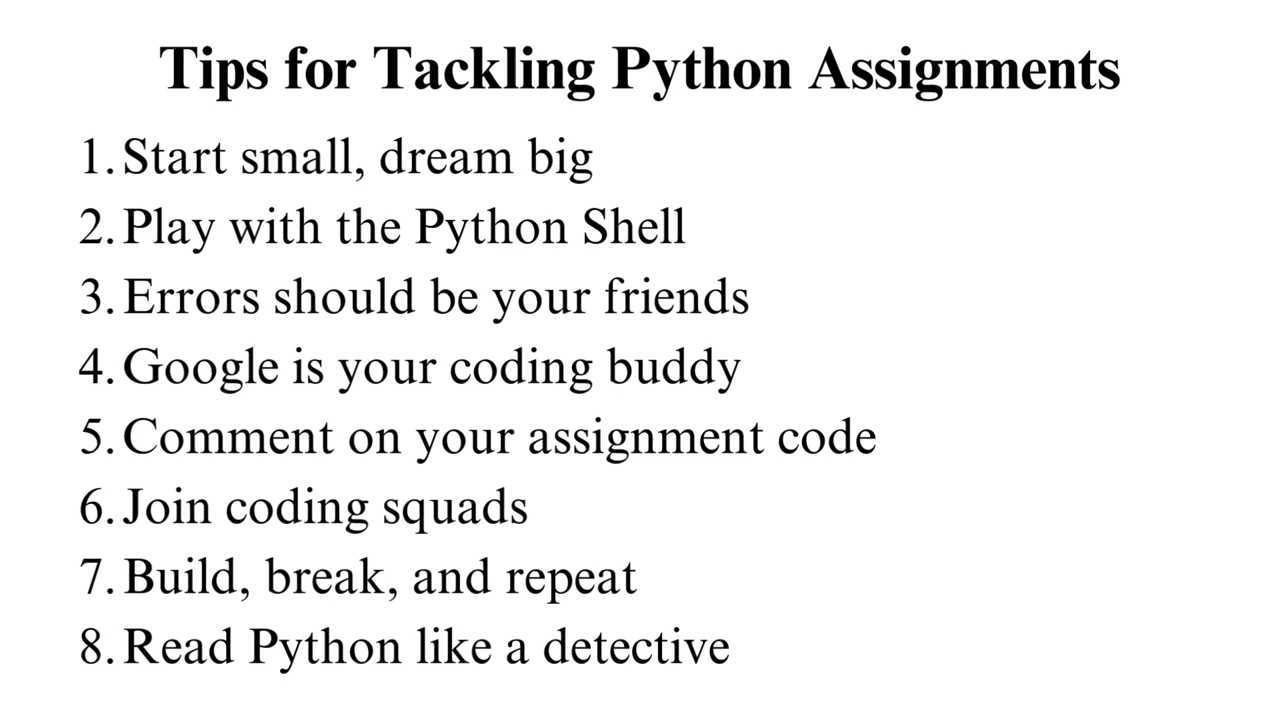 Tips for Tackling Python Assignments
1. Start small, dream big
2. Play with the Python Shell
3. Errors should be your friends
4. Google is your coding buddy
5. Comment on your assignment code
6. Join coding squads
7. Build, break, and repeat
8. Read Python like a detective